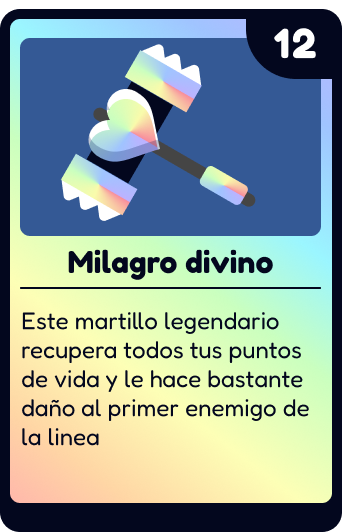 12
Milagro divino
Este martillo legendario
recupera todos tus puntos
de vida y le hace bastante
daño al primer enemigo de
la linea